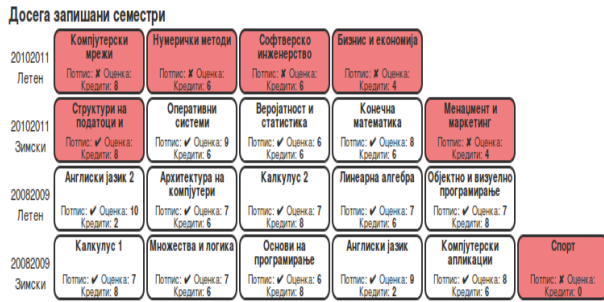 Досега запишани семестри
20102011
Летен
Компјутерски
мрежи
Потпис: ✘ Оценка:
Кредити: 8
Нумерички методи
Потпис: ✘ Оценка:
Кредити: 6
Софтверско
инженерство
Потпис: ✘ Оценка:
Кредити: 6
Бизнис и економија
Потпис: ✘ Оценка:
Кредити: 4
20102011
Зимски
Структури на
податоци и
Потпис: ✔ Оценка:
Кредити: 8
Оперативни
системи
Потпис: ✔ Оценка: 9
Кредити: 6
Веројатност и
статистика
Потпис: ✔ Оценка: 6
Кредити: 6
Конечна
математика
Потпис: ✔ Оценка: 8
Кредити: 6
Менаџмент и
маркетинг
Потпис: ✘ Оценка:
Кредити: 4
20082009
Летен
Англиски јазик 2
Потпис: ✔ Оценка: 10
Кредити: 2
Архитектура на
компјутери
Потпис: ✔ Оценка: 7
Кредити: 6
Калкулус 2
Потпис: ✔ Оценка: 7
Кредити: 8
Линеарна алгебра
Потпис: ✔ Оценка: 7
Кредити: 6
Објектно и визуелно
програмирање
Потпис: ✔ Оценка: 7
Кредити: 8
20082009
Зимски
Калкулус 1
Потпис: ✔ Оценка: 7
Кредити: 8
Множества и логика
Потпис: ✔ Оценка: 7
Кредити: 6
Основи на
програмирање
Потпис: ✔ Оценка: 6
Кредити: 8
Англиски јазик
Потпис: ✔ Оценка: 9
Кредити: 2
Компјутерски
апликации
Потпис: ✔ Оценка: 8
Кредити: 6
Спорт
Потпис: ✘ Оценка:
Кредити: 0